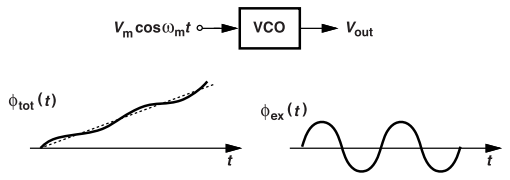 V_m cos ω_m t VCO V_out
ϕ_tot (t)
ϕ_ex (t)
t
t